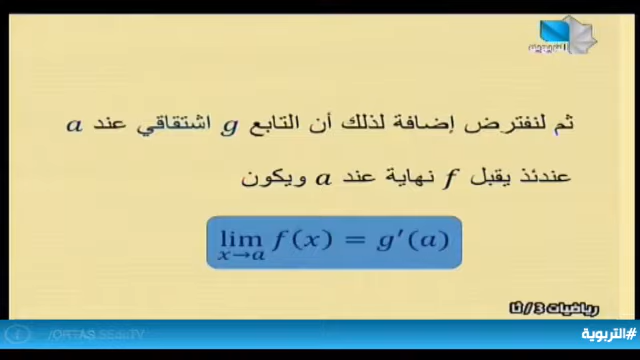 ثم لنفترض إضافة لذلك أن التابع g اشتقاقي عند a
عندئذ يقبل f نهاية عند a ويكون
lim x→a f(x) = g′(a)
رياضيات 3 / ثا
#التربوية